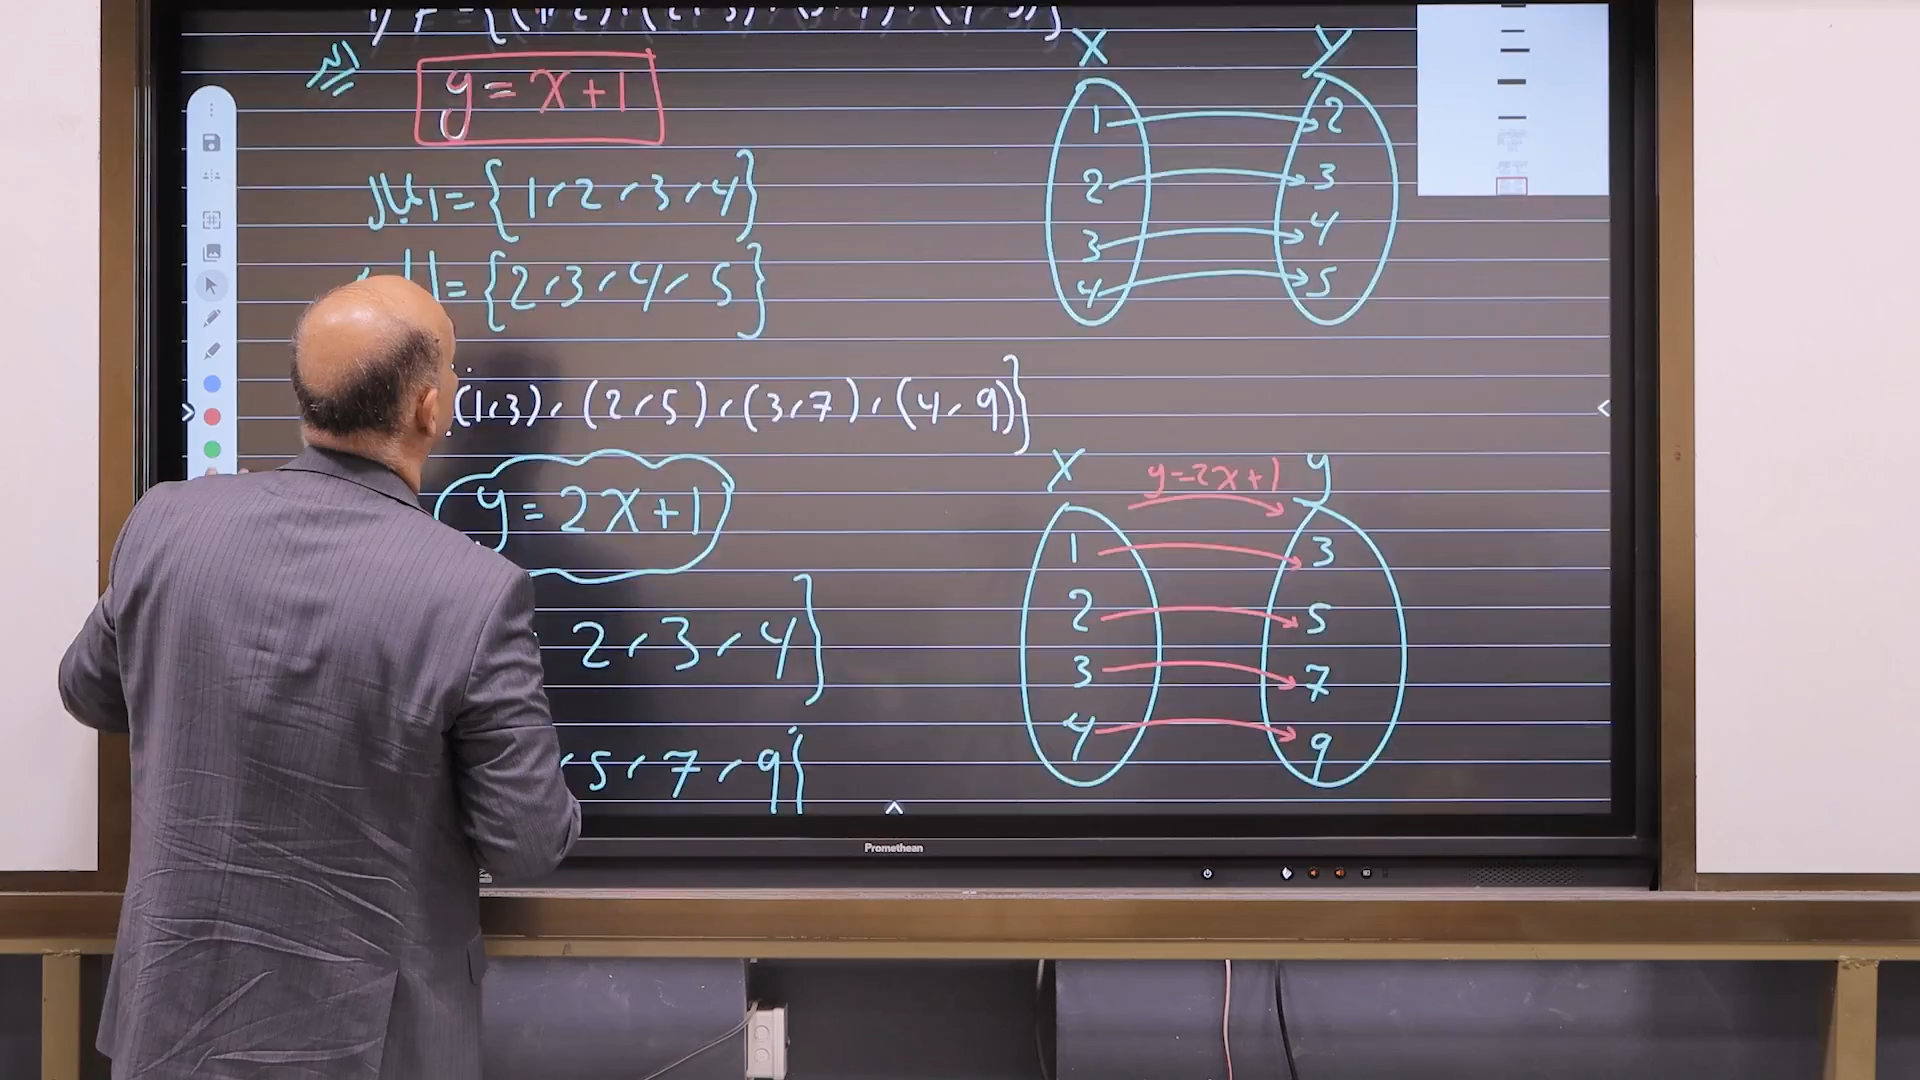 y = x + 1
المجال = {1 , 2 , 3 , 4}
= {2 , 3 , 4 , 5}
X Y
1 2
2 3
3 4
4 5
(1 , 3) , (2 , 5) , (3 , 7) , (4 , 9)}
y = 2x + 1
2 , 3 , 4}
, 5 , 7 , 9}
X y = 2x + 1 y
1 3
2 5
3 7
4 9
Promethean